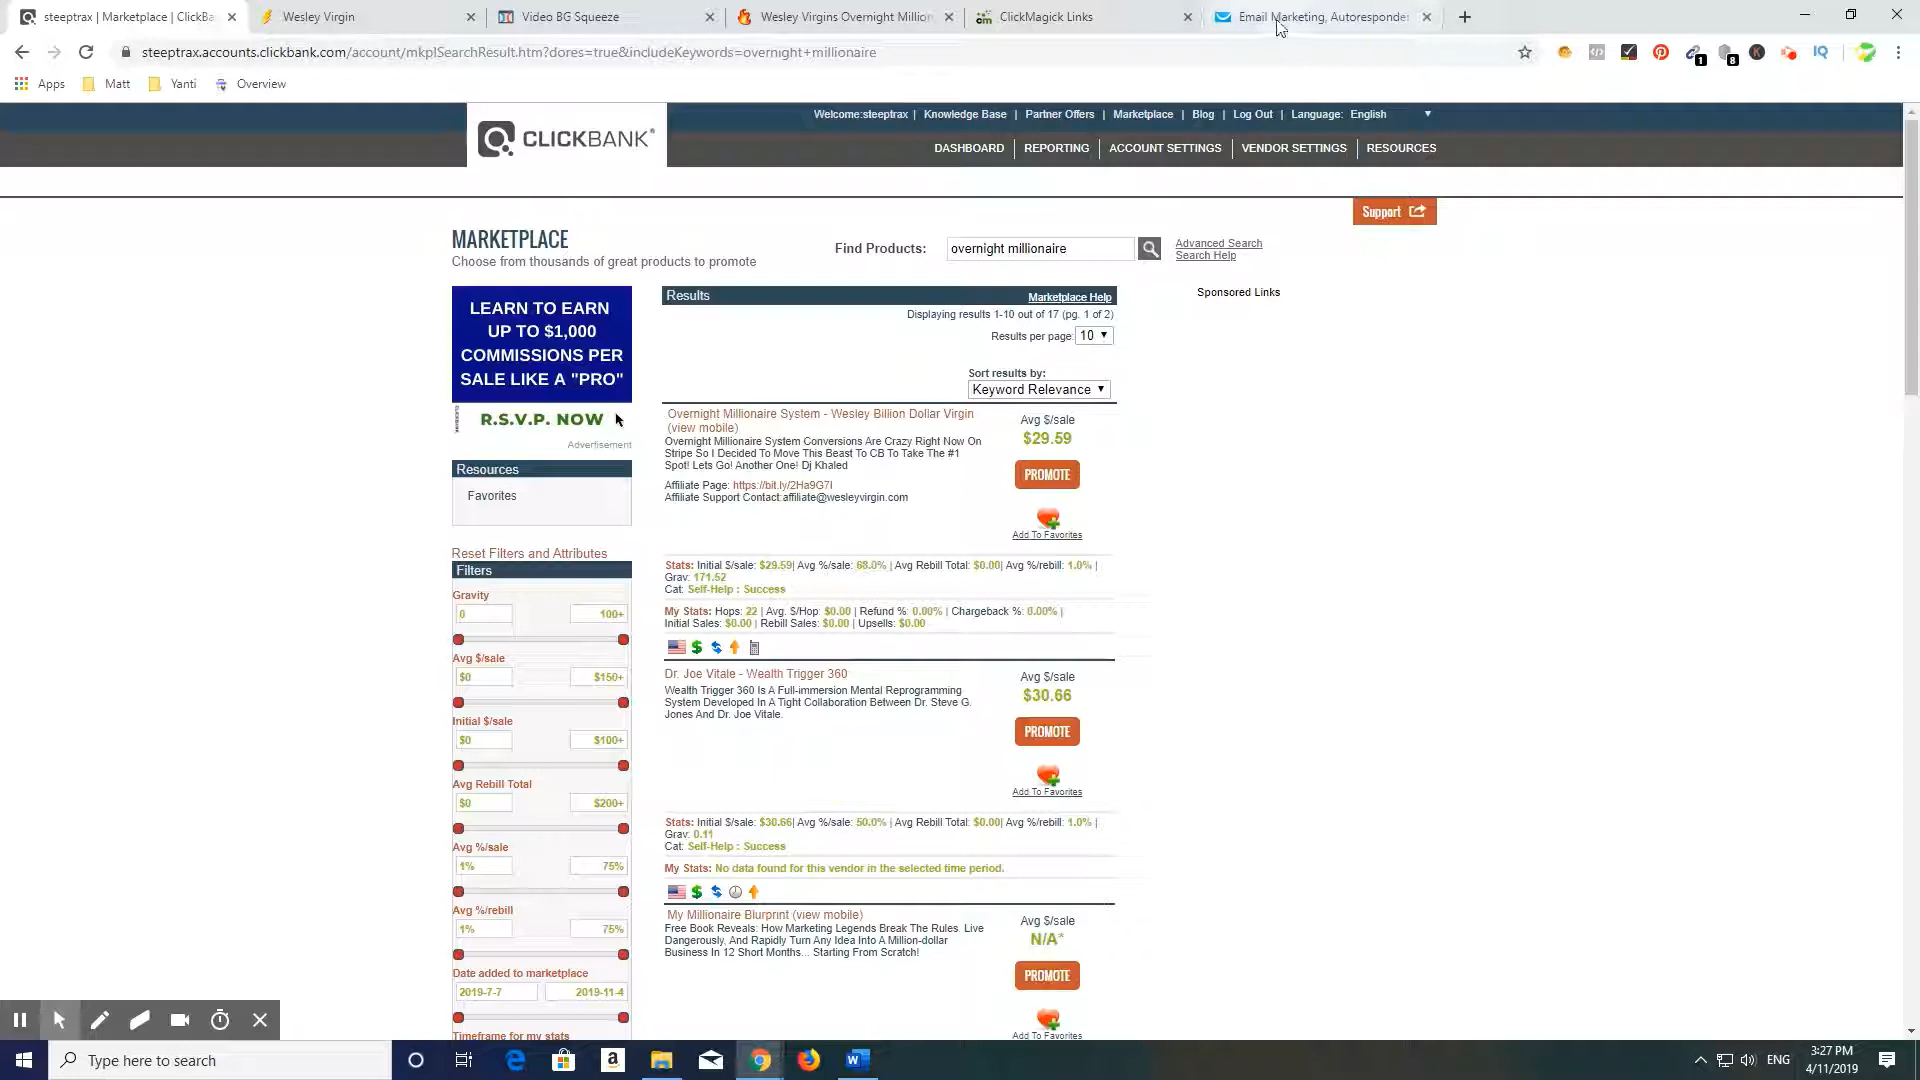 steeptrax | Marketplace | ClickBa
Wesley Virgin
Video BG Squeeze
Wesley Virgins Overnight Million
ClickMagick Links
Email Marketing, Autoresponder
steeptrax.accounts.clickbank.com/account/mkplSearchResult.htm?dores=true&includeKeywords=overnight+millionaire
1
8
K
IQ
Apps
Matt
Yanti
Overview
CLICKBANK
Welcome:steeptrax | Knowledge Base | Partner Offers | Marketplace | Blog | Log Out | Language: English
DASHBOARD | REPORTING | ACCOUNT SETTINGS | VENDOR SETTINGS | RESOURCES
Support
MARKETPLACE
Choose from thousands of great products to promote
Find Products: overnight millionaire
Advanced Search
Search Help
LEARN TO EARN
UP TO $1,000
COMMISSIONS PER
SALE LIKE A "PRO"
R.S.V.P. NOW
Advertisement
Resources
Favorites
Reset Filters and Attributes
Filters
Gravity
0 100+
Avg $/sale
$0 $150+
Initial $/sale
$0 $100+
Avg Rebill Total
$0 $200+
Avg %/sale
1% 75%
Avg %/rebill
1% 75%
Date added to marketplace
2019-7-7 2019-11-4
Timeframe for my stats
Results Marketplace Help
Displaying results 1-10 out of 17 (pg. 1 of 2)
Results per page: 10
Sort results by:
Keyword Relevance
Overnight Millionaire System - Wesley Billion Dollar Virgin
(view mobile)
Overnight Millionaire System Conversions Are Crazy Right Now On
Stripe So I Decided To Move This Beast To CB To Take The #1
Spot! Lets Go! Another One! Dj Khaled
Affiliate Page: https://bit.ly/2Ha9G7I
Affiliate Support Contact:affiliate@wesleyvirgin.com
Avg $/sale
$29.59
PROMOTE
Add To Favorites
Stats: Initial $/sale: $29.59| Avg %/sale: 68.0% | Avg Rebill Total: $0.00| Avg %/rebill: 1.0% |
Grav: 171.52
Cat: Self-Help : Success
My Stats: Hops: 22 | Avg. $/Hop: $0.00 | Refund %: 0.00% | Chargeback %: 0.00% |
Initial Sales: $0.00 | Rebill Sales: $0.00 | Upsells: $0.00
Dr. Joe Vitale - Wealth Trigger 360
Wealth Trigger 360 Is A Full-immersion Mental Reprogramming
System Developed In A Tight Collaboration Between Dr. Steve G.
Jones And Dr. Joe Vitale.
Avg $/sale
$30.66
PROMOTE
Add To Favorites
Stats: Initial $/sale: $30.66| Avg %/sale: 50.0% | Avg Rebill Total: $0.00| Avg %/rebill: 1.0% |
Grav: 0.11
Cat: Self-Help : Success
My Stats: No data found for this vendor in the selected time period.
My Millionaire Blurprint (view mobile)
Free Book Reveals: How Marketing Legends Break The Rules. Live
Dangerously, And Rapidly Turn Any Idea Into A Million-dollar
Business In 12 Short Months... Starting From Scratch!
Avg $/sale
N/A*
PROMOTE
Add To Favorites
Sponsored Links
Type here to search
ENG
3:27 PM
4/11/2019